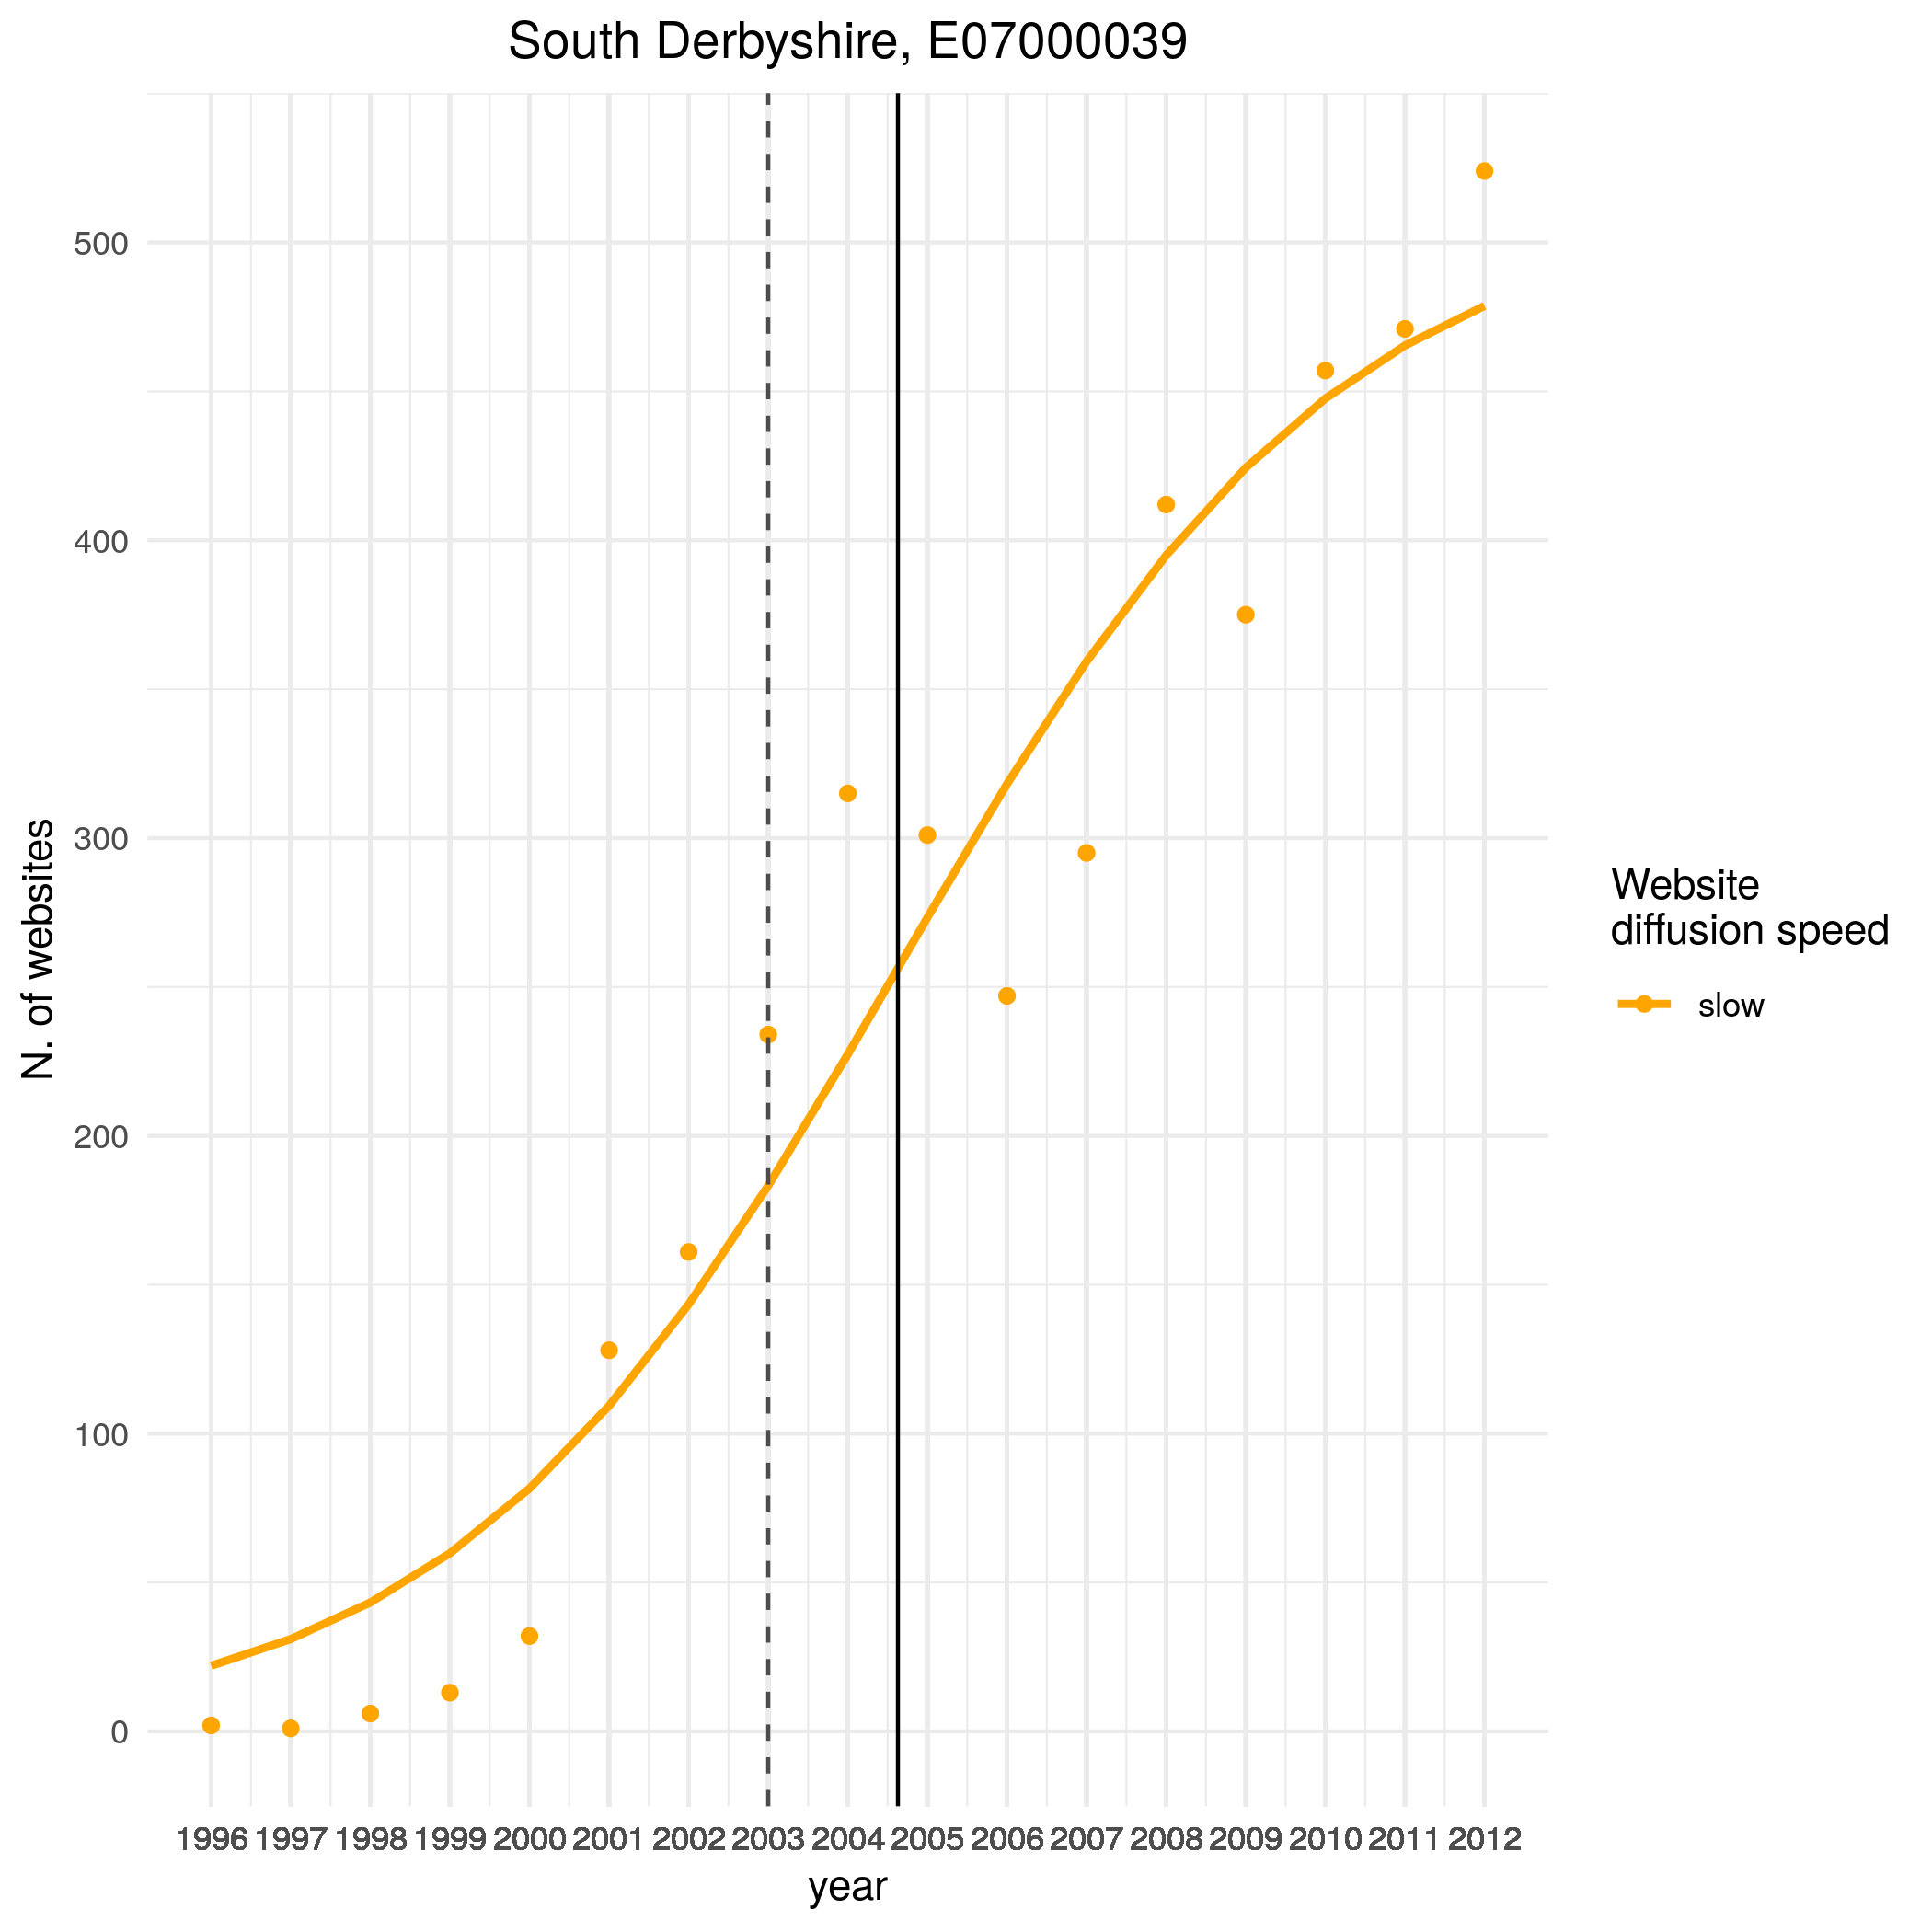 South Derbyshire, E07000039
N. of websites
500
400
300
200
100
0
1996 1997 1998 1999 2000 2001 2002 2003 2004 2005 2006 2007 2008 2009 2010 2011 2012
year
Website
diffusion speed
slow